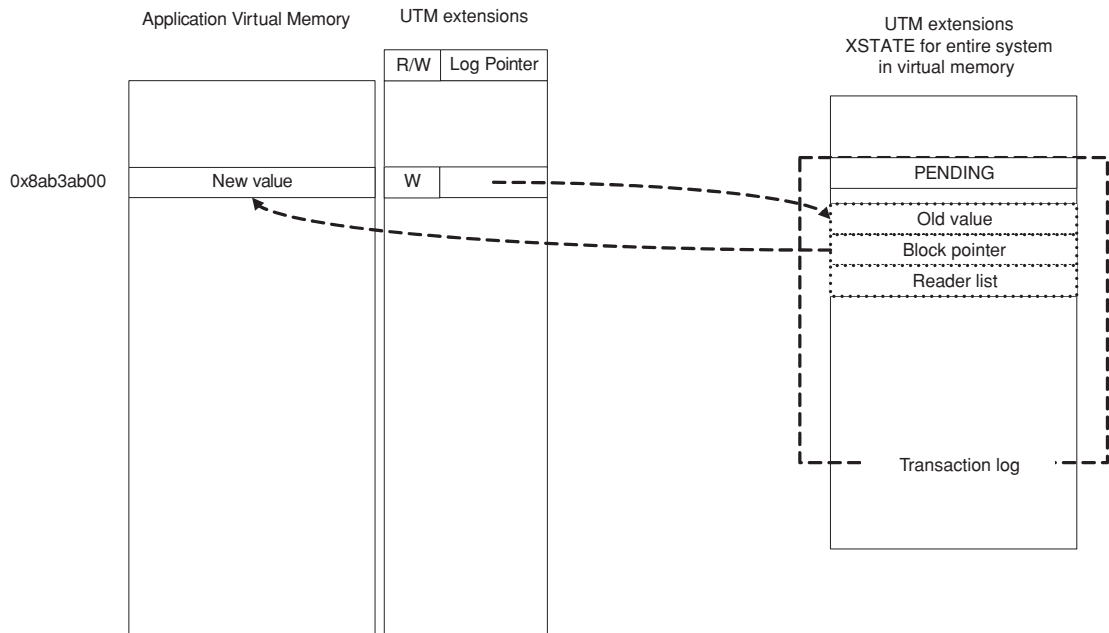 Application Virtual Memory
UTM extensions
UTM extensions
XSTATE for entire system
in virtual memory
R/W
Log Pointer
0x8ab3ab00
New value
W
PENDING
Old value
Block pointer
Reader list
Transaction log